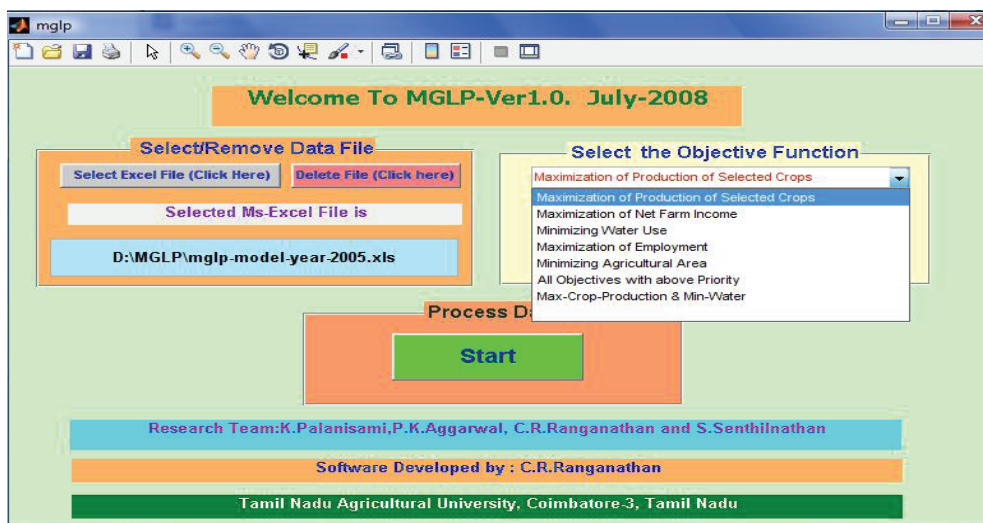 mglp
Welcome To MGLP-Ver1.0. July-2008
Select/Remove Data File
Select Excel File (Click Here)
Delete File (Click here)
Selected Ms-Excel File is
D:\MGLP\mglp-model-year-2005.xls
Select the Objective Function
Maximization of Production of Selected Crops
Maximization of Production of Selected Crops
Maximization of Net Farm Income
Minimizing Water Use
Maximization of Employment
Minimizing Agricultural Area
All Objectives with above Priority
Max-Crop-Production & Min-Water
Process D
Start
Research Team:K.Palanisami,P.K.Aggarwal, C.R.Ranganathan and S.Senthilnathan
Software Developed by : C.R.Ranganathan
Tamil Nadu Agricultural University, Coimbatore-3, Tamil Nadu